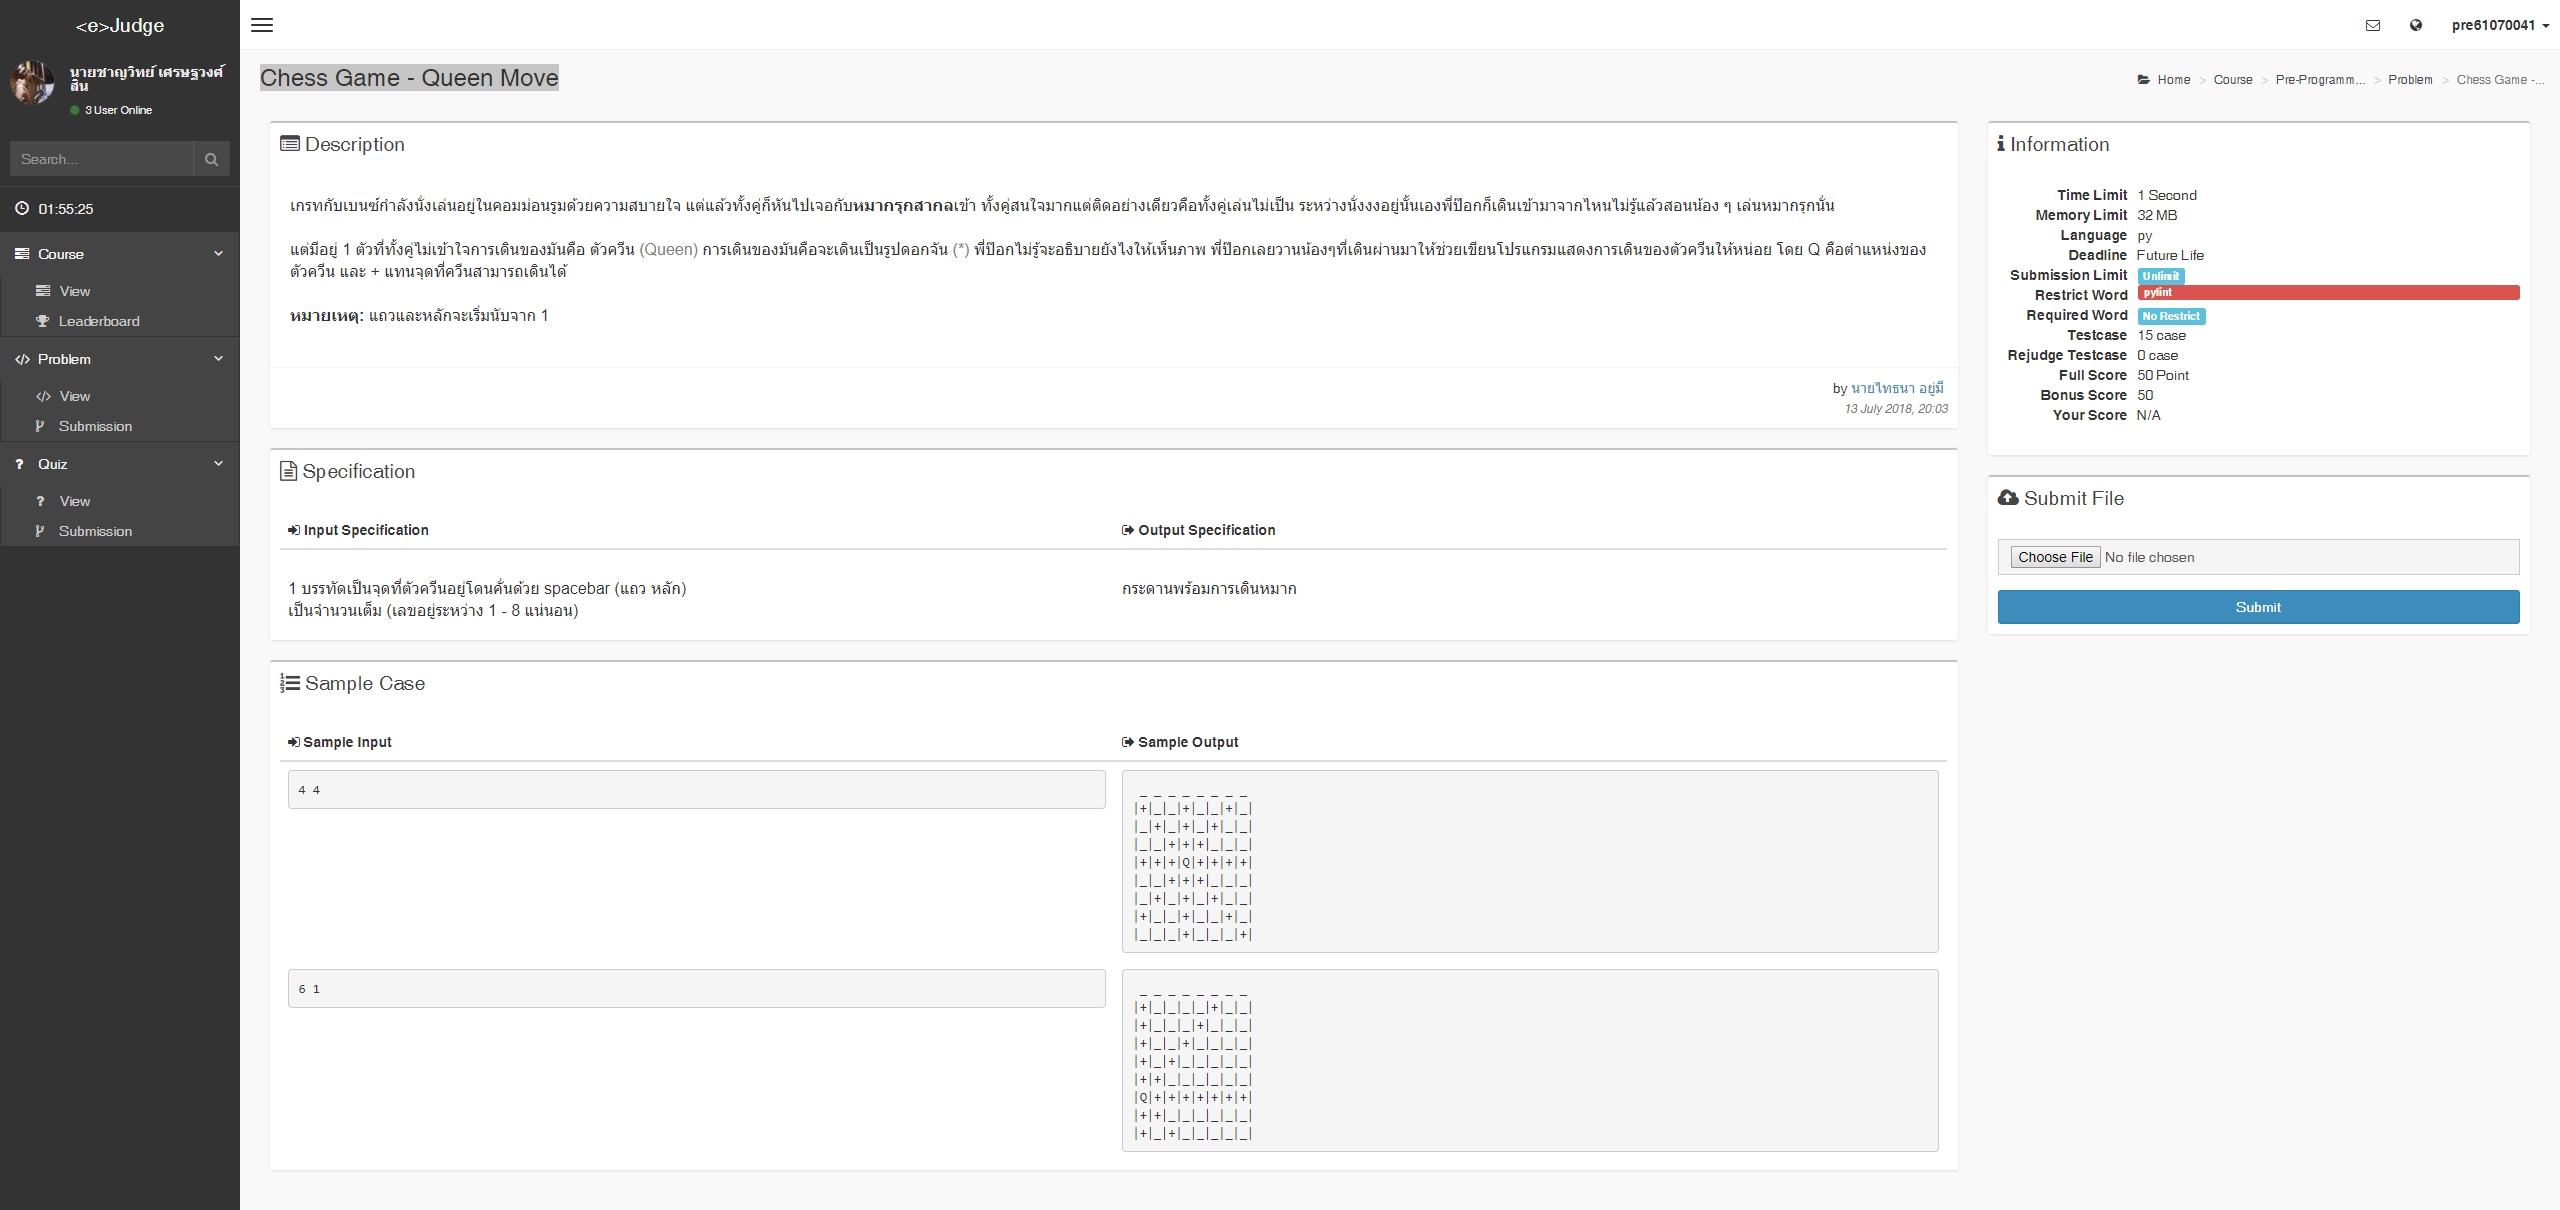 <e>Judge
นายชาญวิทย์ เศรษฐวงศ์
สิน
3 User Online
Search...
01:55:25
Course
View
Leaderboard
Problem
View
Submission
Quiz
View
Submission
pre61070041
Chess Game - Queen Move
Home > Course > Pre-Programm... > Problem > Chess Game -...
Description
เกรทกับเบนซ์กำลังนั่งเล่นอยู่ในคอมม่อนรูมด้วยความสบายใจ แต่แล้วทั้งคู่ก็หันไปเจอกับหมากรุกสากลเข้า ทั้งคู่สนใจมากแต่ติดอย่างเดียวคือทั้งคู่เล่นไม่เป็น ระหว่างนั่งงงอยู่นั้นเองพี่ป๊อกก็เดินเข้ามาจากไหนไม่รู้แล้วสอนน้อง ๆ เล่นหมากรุกนั่น
แต่มีอยู่ 1 ตัวที่ทั้งคู่ไม่เข้าใจการเดินของมันคือ ตัวควีน (Queen) การเดินของมันคือจะเดินเป็นรูปดอกจัน (*) พี่ป๊อกไม่รู้จะอธิบายยังไงให้เห็นภาพ พี่ป๊อกเลยวานน้องๆที่เดินผ่านมาให้ช่วยเขียนโปรแกรมแสดงการเดินของตัวควีนให้หน่อย โดย Q คือตำแหน่งของ
ตัวควีน และ + แทนจุดที่ควีนสามารถเดินได้
หมายเหตุ: แถวและหลักจะเริ่มนับจาก 1
by นายไทธนา อยู่มี
13 July 2018, 20:03
Specification
Input Specification
Output Specification
1 บรรทัดเป็นจุดที่ตัวควีนอยู่โดนคั่นด้วย spacebar (แถว หลัก)
เป็นจำนวนเต็ม (เลขอยู่ระหว่าง 1 - 8 แน่นอน)
กระดานพร้อมการเดินหมาก
Sample Case
Sample Input
Sample Output
4 4
 _ _ _ _ _ _ _ _
|+|_|_|+|_|_|+|_|
|_|+|_|+|_|+|_|_|
|_|_|+|+|+|_|_|_|
|+|+|+|Q|+|+|+|+|
|_|_|+|+|+|_|_|_|
|_|+|_|+|_|+|_|_|
|+|_|_|+|_|_|+|_|
|_|_|_|+|_|_|_|+|
6 1
 _ _ _ _ _ _ _ _
|+|_|_|_|_|+|_|_|
|+|_|_|_|+|_|_|_|
|+|_|_|+|_|_|_|_|
|+|_|+|_|_|_|_|_|
|+|+|_|_|_|_|_|_|
|Q|+|+|+|+|+|+|+|
|+|+|_|_|_|_|_|_|
|+|_|+|_|_|_|_|_|
Information
Time Limit 1 Second
Memory Limit 32 MB
Language py
Deadline Future Life
Submission Limit Unlimit
Restrict Word pylint
Required Word No Restrict
Testcase 15 case
Rejudge Testcase 0 case
Full Score 50 Point
Bonus Score 50
Your Score N/A
Submit File
Choose File No file chosen
Submit